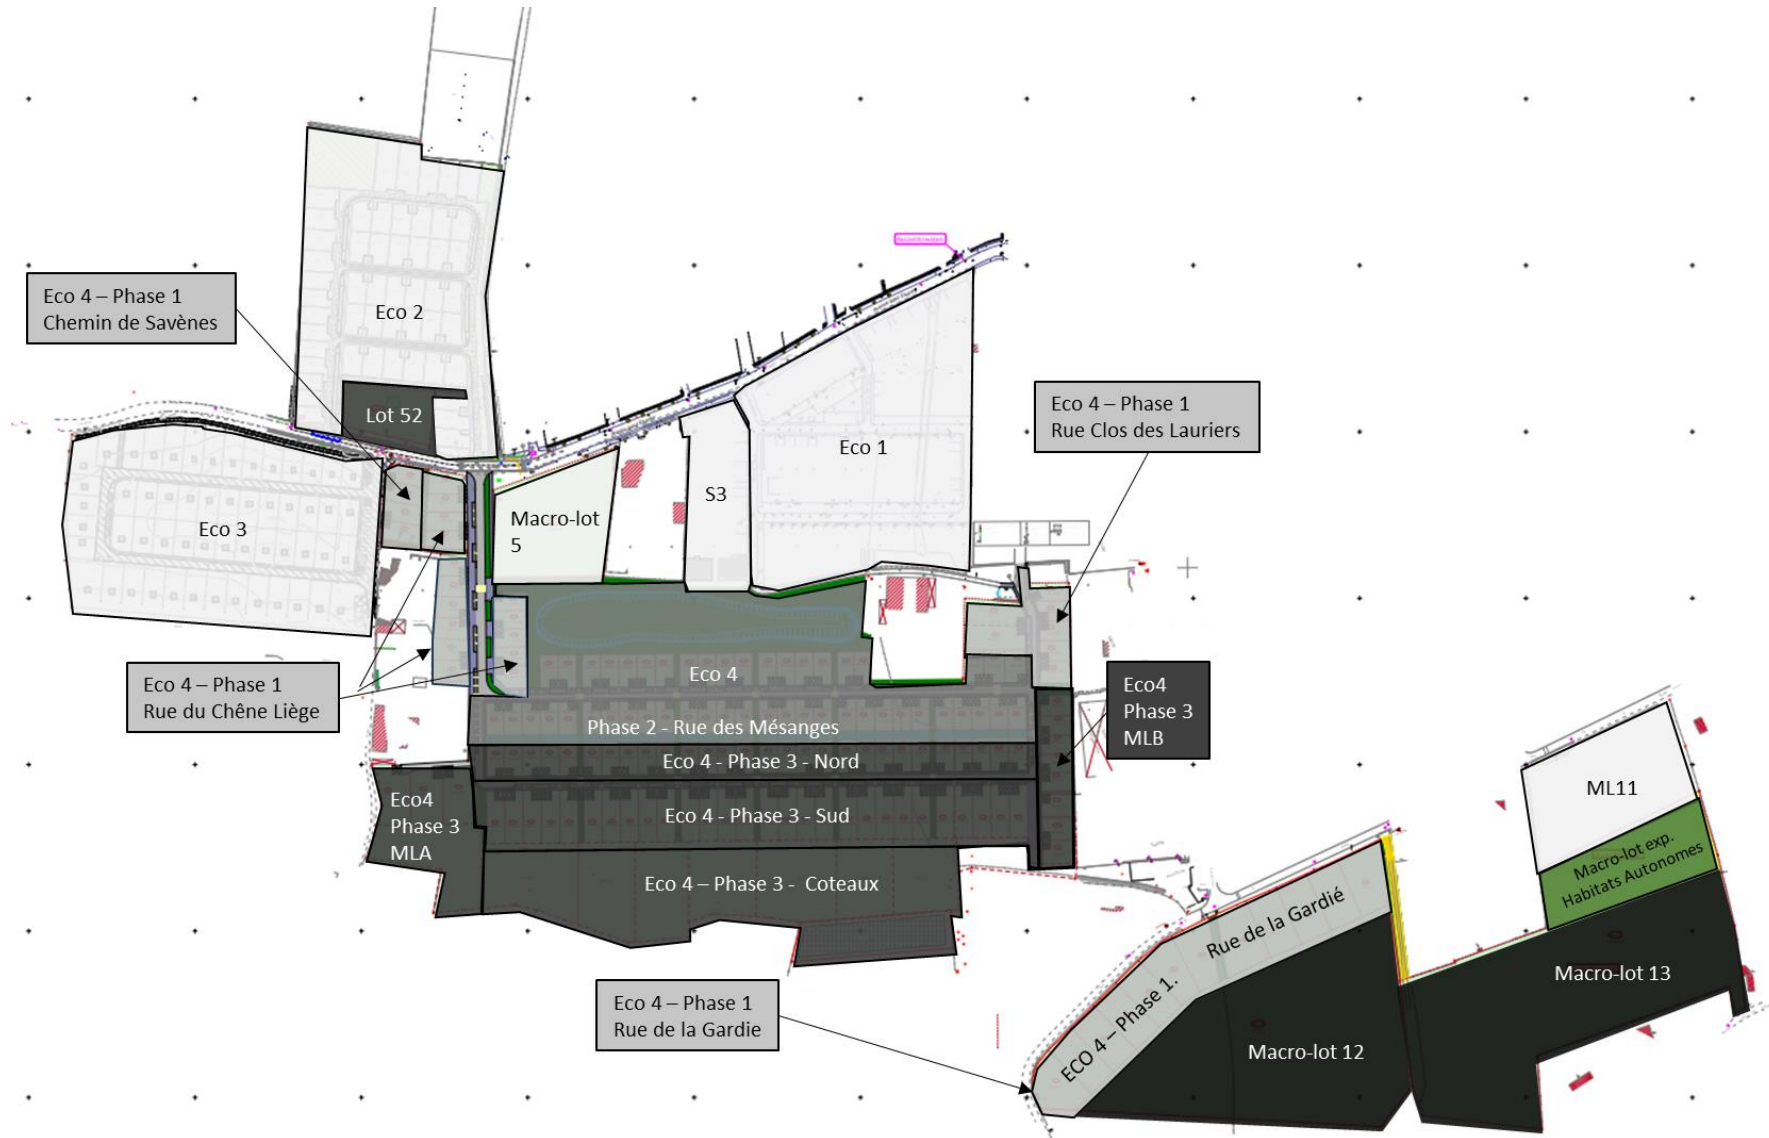 Eco 4 – Phase 1
Chemin de Savènes
Eco 2
Lot 52
Eco 3
Eco 1
S3
Macro-lot
5
Eco 4 – Phase 1
Rue Clos des Lauriers
Eco 4 – Phase 1
Rue du Chêne Liège
Eco 4
Phase 2 - Rue des Mésanges
Eco 4 - Phase 3 - Nord
Eco 4 - Phase 3 - Sud
Eco 4 – Phase 3 - Coteaux
Eco4
Phase 3
MLA
Eco4
Phase 3
MLB
Eco 4 – Phase 1
Rue de la Gardie
ECO 4 – Phase 1.
Rue de la Gardié
Macro-lot 12
ML11
Macro-lot exp.
Habitats Autonomes
Macro-lot 13